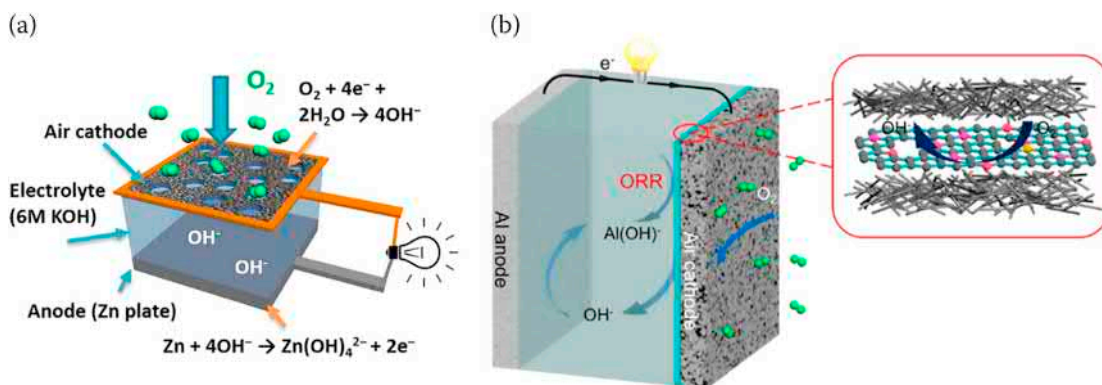 (a)
O₂
O₂ + 4e⁻ +
2H₂O → 4OH⁻
Air cathode
Electrolyte
(6M KOH)
OH⁻
OH⁻
Anode (Zn plate)
Zn + 4OH⁻ → Zn(OH)₄²⁻ + 2e⁻
(b)
e⁻
Al anode
ORR
Al(OH)⁻
OH⁻
O₂
Air cathode
OH⁻
O₂